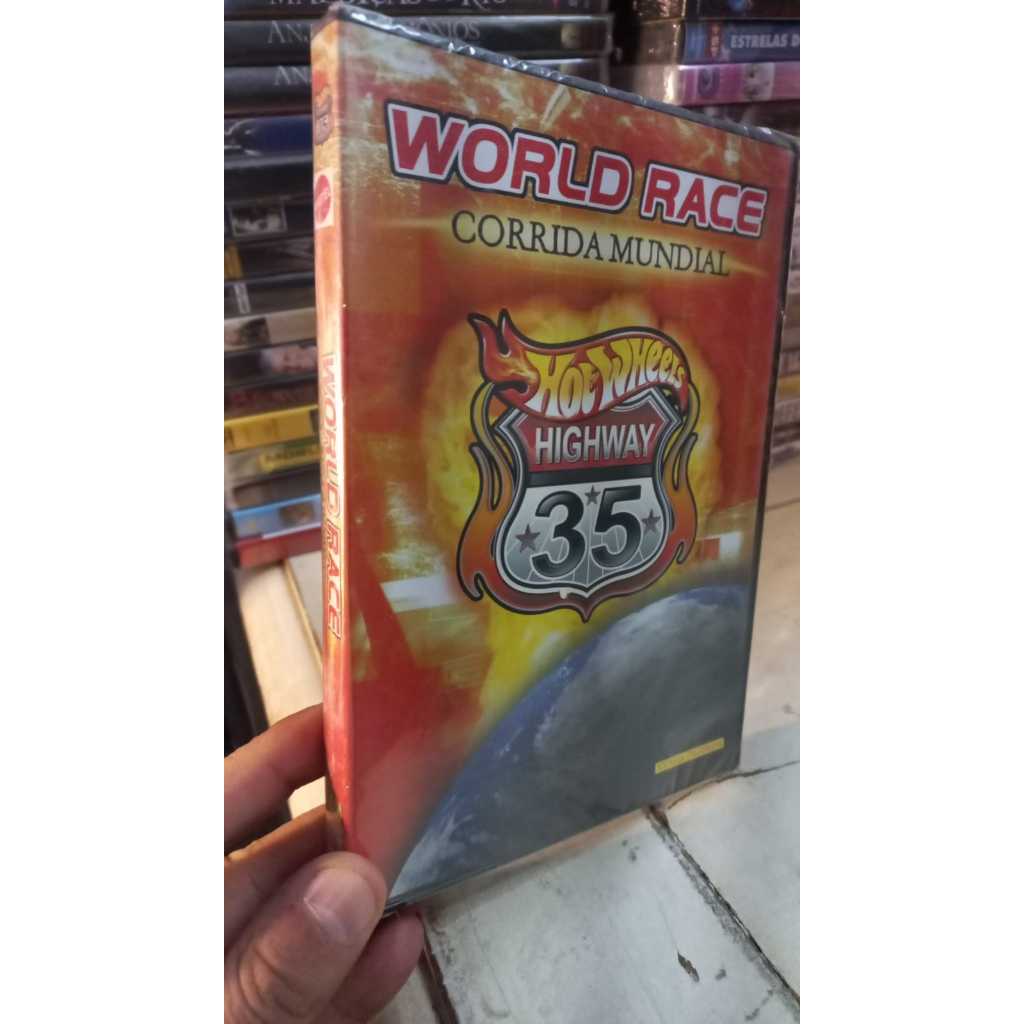 ESTRELAS D
WORLD RACE
CORRIDA MUNDIAL
Hot Wheels
HIGHWAY
35
WORLD RACE